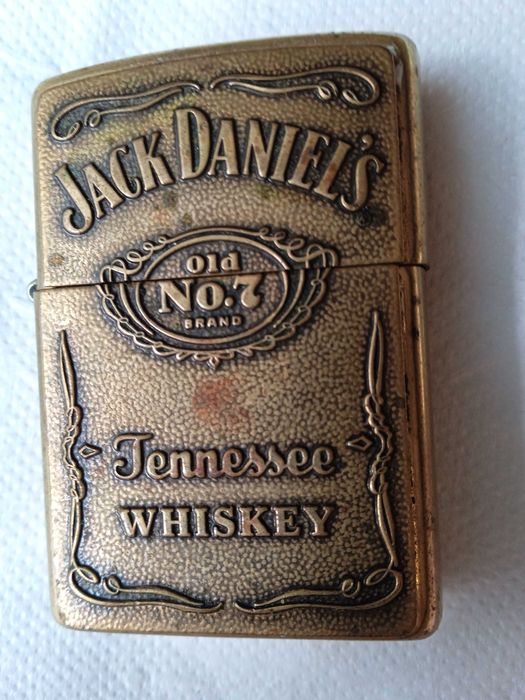 JACK DANIEL'S
Old
NO.7
BRAND
Tennessee
WHISKEY